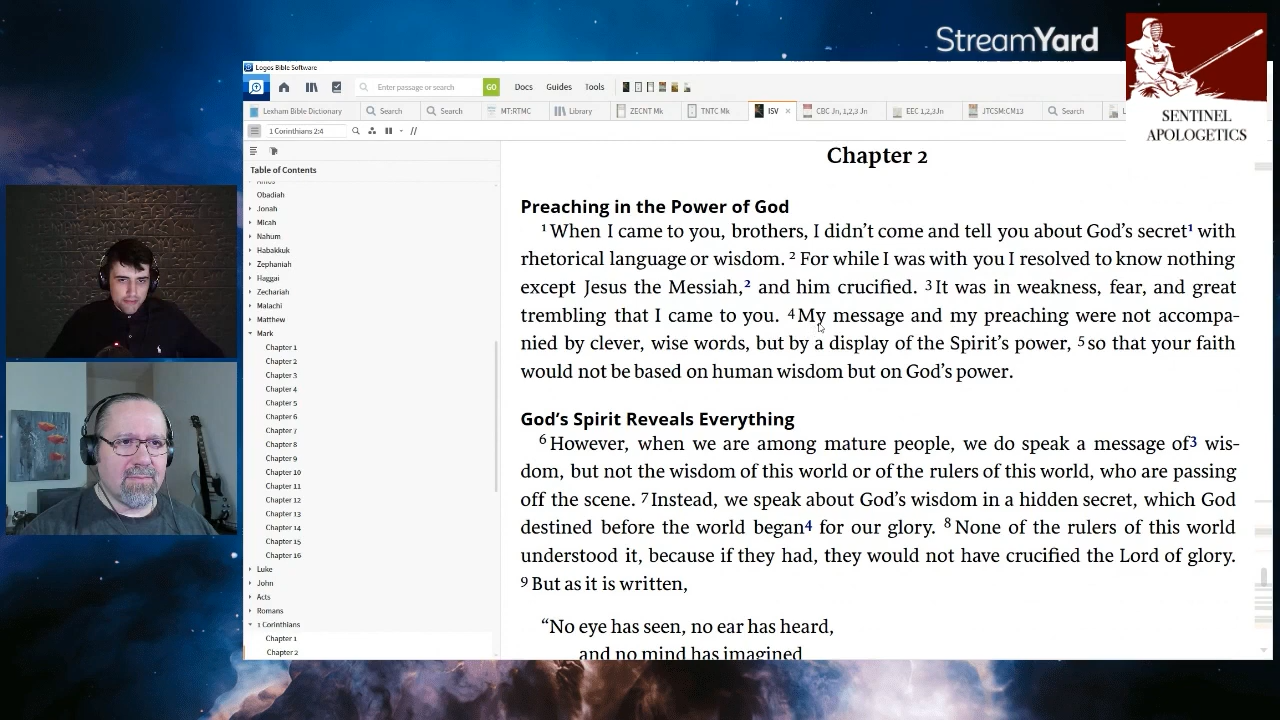 StreamYard
SENTINEL
APOLOGETICS
Logos Bible Software
Enter passage or search
GO
Docs
Guides
Tools
Lexham Bible Dictionary
Search
Search
MT:RTMC
Library
ZECNT Mk
TNTC Mk
ISV
CBC Jn, 1,2,3 Jn
EEC 1,2,3Jn
JTCSM:CM13
Search
L
1 Corinthians 2:4
Table of Contents
Obadiah
Jonah
Micah
Nahum
Habakkuk
Zephaniah
Haggai
Zechariah
Malachi
Matthew
Mark
Chapter 1
Chapter 2
Chapter 3
Chapter 4
Chapter 5
Chapter 6
Chapter 7
Chapter 8
Chapter 9
Chapter 10
Chapter 11
Chapter 12
Chapter 13
Chapter 14
Chapter 15
Chapter 16
Luke
John
Acts
Romans
1 Corinthians
Chapter 1
Chapter 2
Chapter 2
Preaching in the Power of God
1 When I came to you, brothers, I didn't come and tell you about God's secret1 with
rhetorical language or wisdom. 2 For while I was with you I resolved to know nothing
except Jesus the Messiah,2 and him crucified. 3 It was in weakness, fear, and great
trembling that I came to you. 4 My message and my preaching were not accompa-
nied by clever, wise words, but by a display of the Spirit's power, 5 so that your faith
would not be based on human wisdom but on God's power.
God's Spirit Reveals Everything
6 However, when we are among mature people, we do speak a message of3 wis-
dom, but not the wisdom of this world or of the rulers of this world, who are passing
off the scene. 7 Instead, we speak about God's wisdom in a hidden secret, which God
destined before the world began4 for our glory. 8 None of the rulers of this world
understood it, because if they had, they would not have crucified the Lord of glory.
9 But as it is written,
"No eye has seen, no ear has heard,
and no mind has imagined